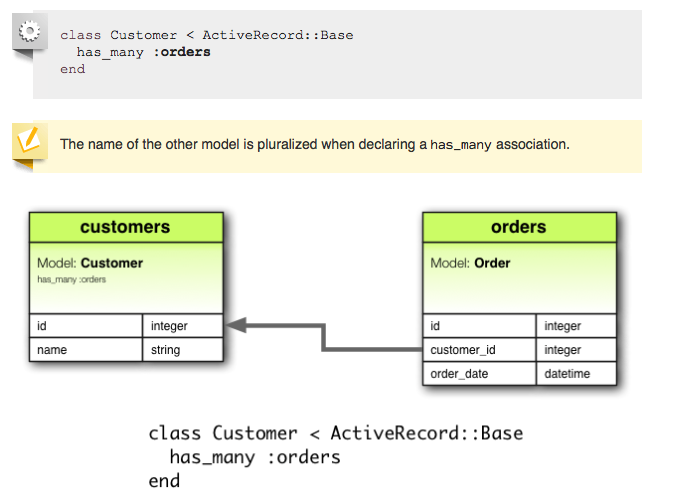 class Customer < ActiveRecord::Base
  has_many :orders
end
The name of the other model is pluralized when declaring a has_many association.
customers
Model: Customer
has_many :orders
id integer
name string
orders
Model: Order
id integer
customer_id integer
order_date datetime
class Customer < ActiveRecord::Base
  has_many :orders
end